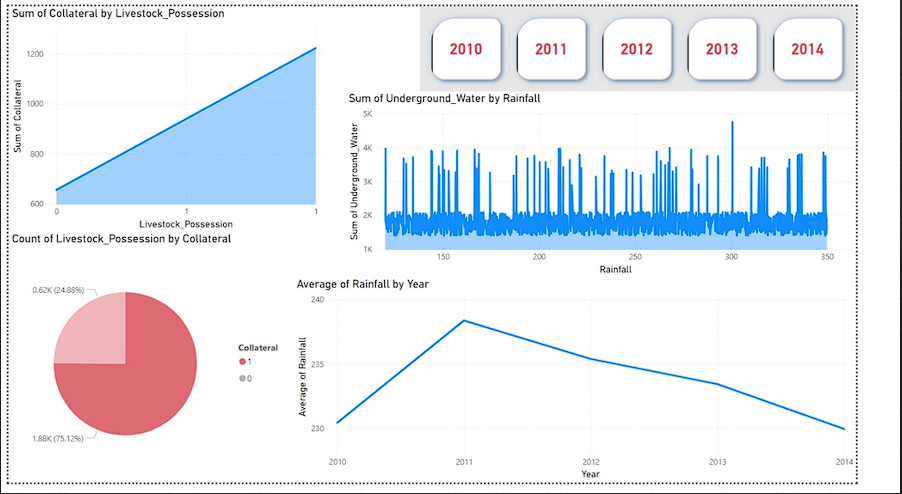 Sum of Collateral by Livestock_Possession
1200
1000
800
600
Sum of Collateral
0
1
1
Livestock_Possession
2010
2011
2012
2013
2014
Sum of Underground_Water by Rainfall
5K
4K
3K
2K
1K
Sum of Underground_Water
150
200
250
300
350
Rainfall
Count of Livestock_Possession by Collateral
0.62K (24.88%)
1.88K (75.12%)
Collateral
1
0
Average of Rainfall by Year
240
235
230
Average of Rainfall
2010
2011
2012
2013
2014
Year